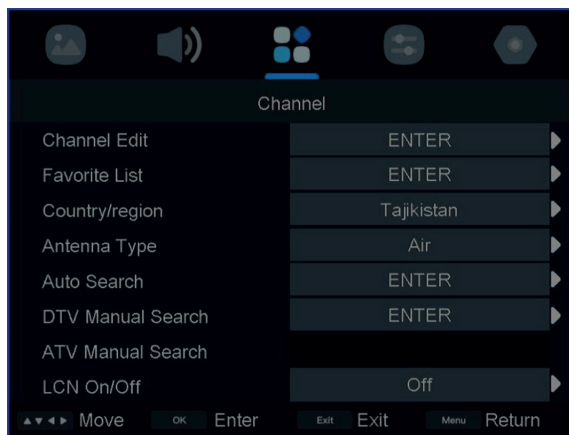 Channel
Channel Edit ENTER
Favorite List ENTER
Country/region Tajikistan
Antenna Type Air
Auto Search ENTER
DTV Manual Search ENTER
ATV Manual Search
LCN On/Off Off
Move OK Enter Exit Exit Menu Return